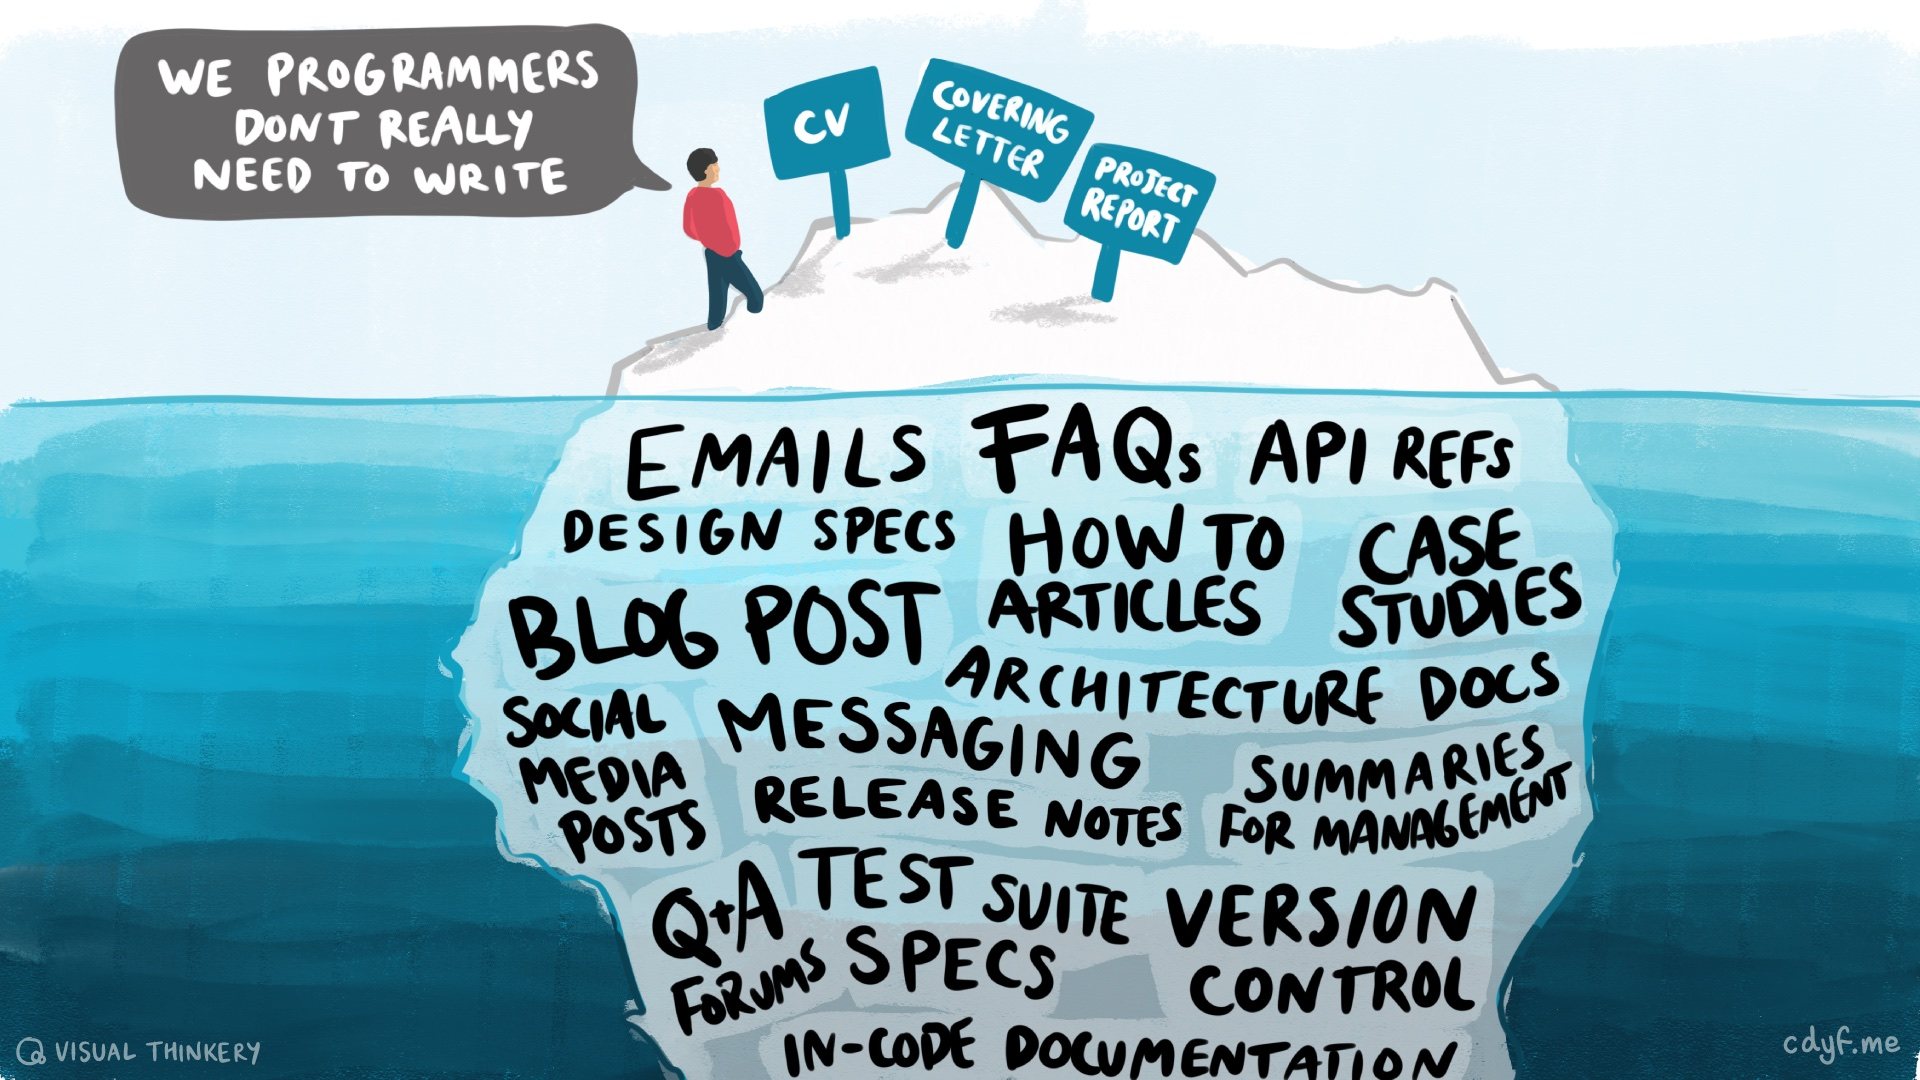 WE PROGRAMMERS
DONT REALLY
NEED TO WRITE
CV
COVERING
LETTER
PROJECT
REPORT
EMAILS
FAQs
API REFS
DESIGN SPECS
HOW TO
ARTICLES
CASE
STUDIES
BLOG POST
ARCHITECTURE DOCS
SOCIAL
MEDIA
POSTS
MESSAGING
RELEASE NOTES
SUMMARIES
FOR MANAGEMENT
Q+A
FORUMS
TEST SUITE
SPECS
VERSION
CONTROL
IN-CODE DOCUMENTATION
VISUAL THINKERY
cdyf.me